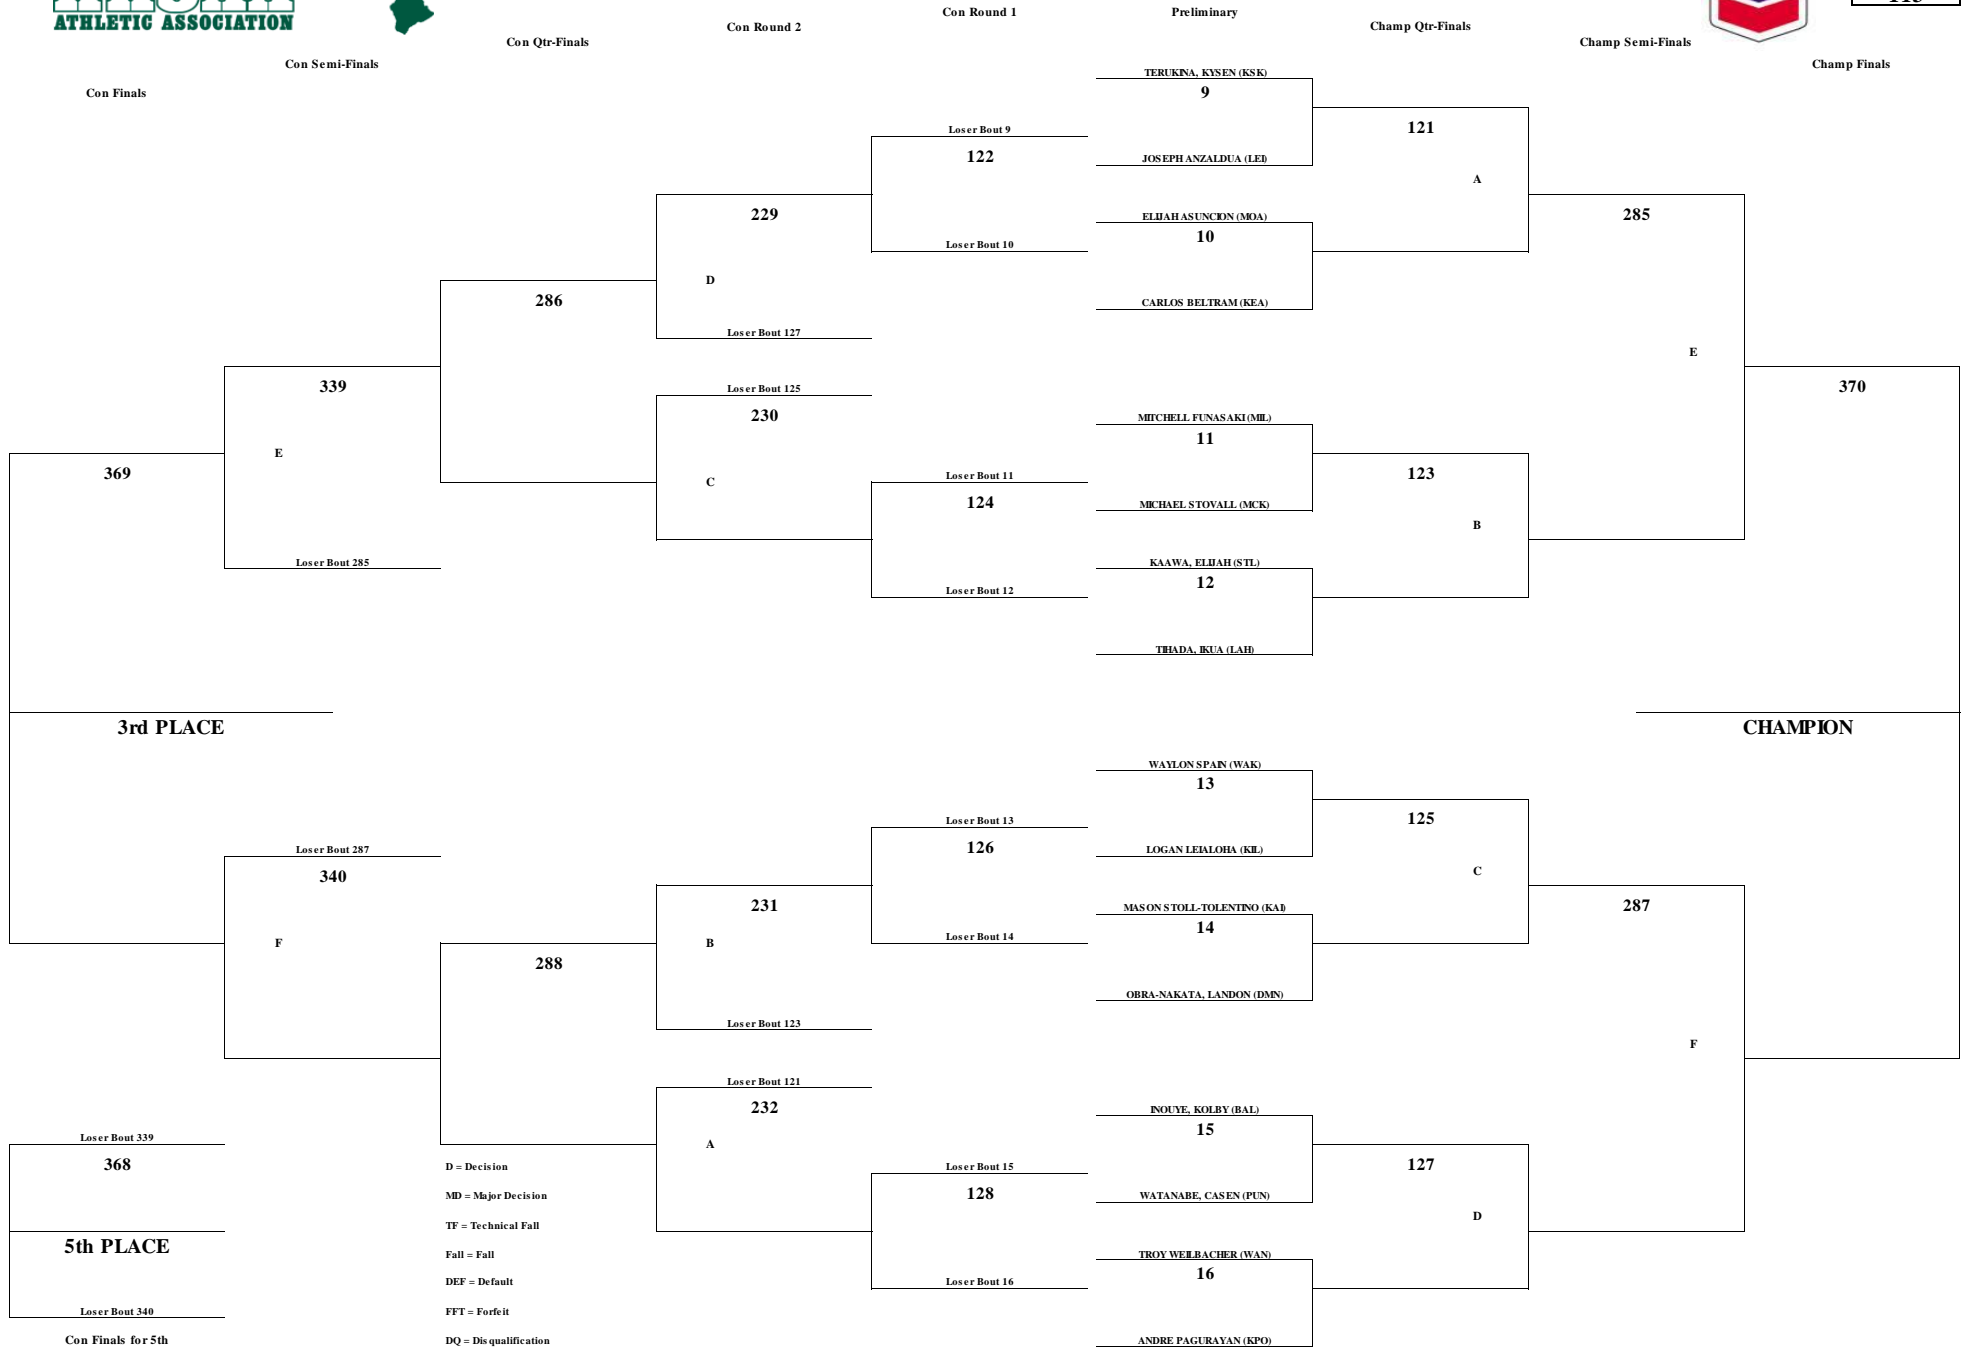 ATHLETIC ASSOCIATION
Con Finals
Con Semi-Finals
Con Qtr-Finals
Con Round 2
Con Round 1
Preliminary
Champ Qtr-Finals
Champ Semi-Finals
Champ Finals
TERUKINA, KYSEN (KSK)
9
JOSEPH ANZALDUA (LEI)
121
A
Loser Bout 9
122
Loser Bout 10
ELIJAH ASUNCION (MOA)
10
CARLOS BELTRAM (KEA)
229
D
Loser Bout 127
285
E
286
339
E
Loser Bout 285
Loser Bout 125
230
C
MITCHELL FUNASAKI (MIL)
11
MICHAEL STOVALL (MCK)
370
369
Loser Bout 11
124
Loser Bout 12
123
B
KAAWA, ELIJAH (STL)
12
TIHADA, IKUA (LAH)
3rd PLACE
CHAMPION
WAYLON SPAIN (WAK)
13
LOGAN LEIALOHA (KIL)
125
C
Loser Bout 13
126
Loser Bout 14
Loser Bout 287
340
F
231
B
Loser Bout 123
MASON STOLL-TOLENTINO (KAI)
14
OBRA-NAKATA, LANDON (DMN)
287
F
288
Loser Bout 121
232
A
INOUYE, KOLBY (BAL)
15
WATANABE, CASEN (PUN)
127
D
Loser Bout 15
128
Loser Bout 16
TROY WEILBACHER (WAN)
16
ANDRE PAGURAYAN (KPO)
Loser Bout 339
368
5th PLACE
Loser Bout 340
Con Finals for 5th
D = Decision
MD = Major Decision
TF = Technical Fall
Fall = Fall
DEF = Default
FFT = Forfeit
DQ = Disqualification